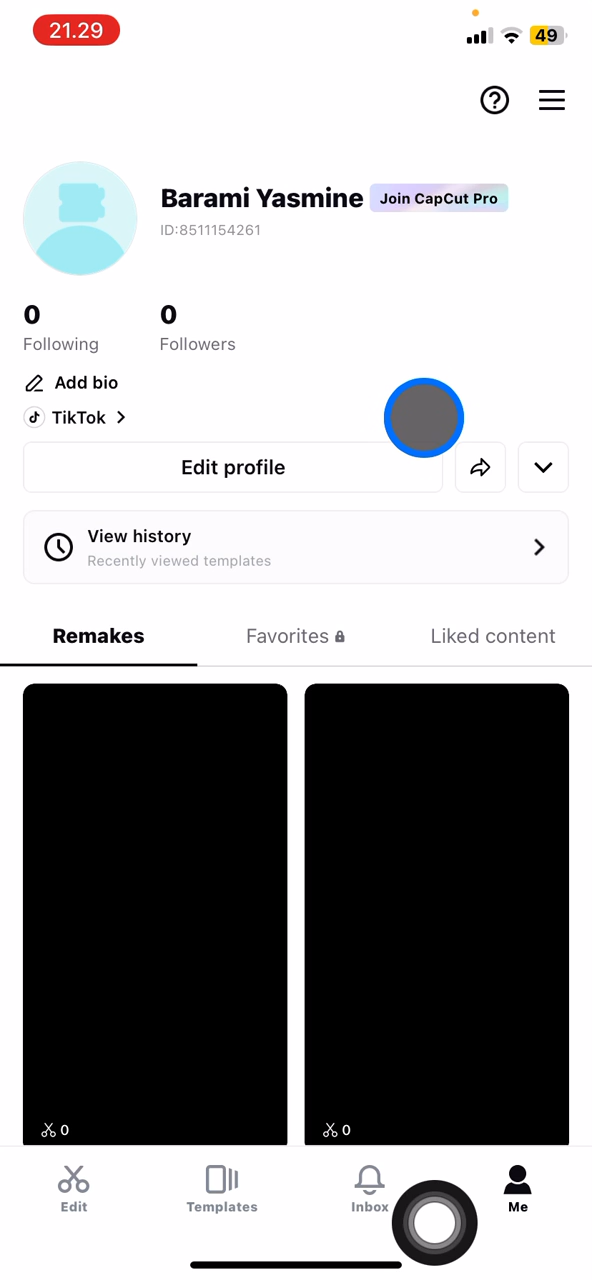 21.29
49
Barami Yasmine Join CapCut Pro
ID:8511154261
0 0
Following Followers
Add bio
TikTok
Edit profile
View history
Recently viewed templates
Remakes Favorites Liked content
0 0
Edit Templates Inbox Me